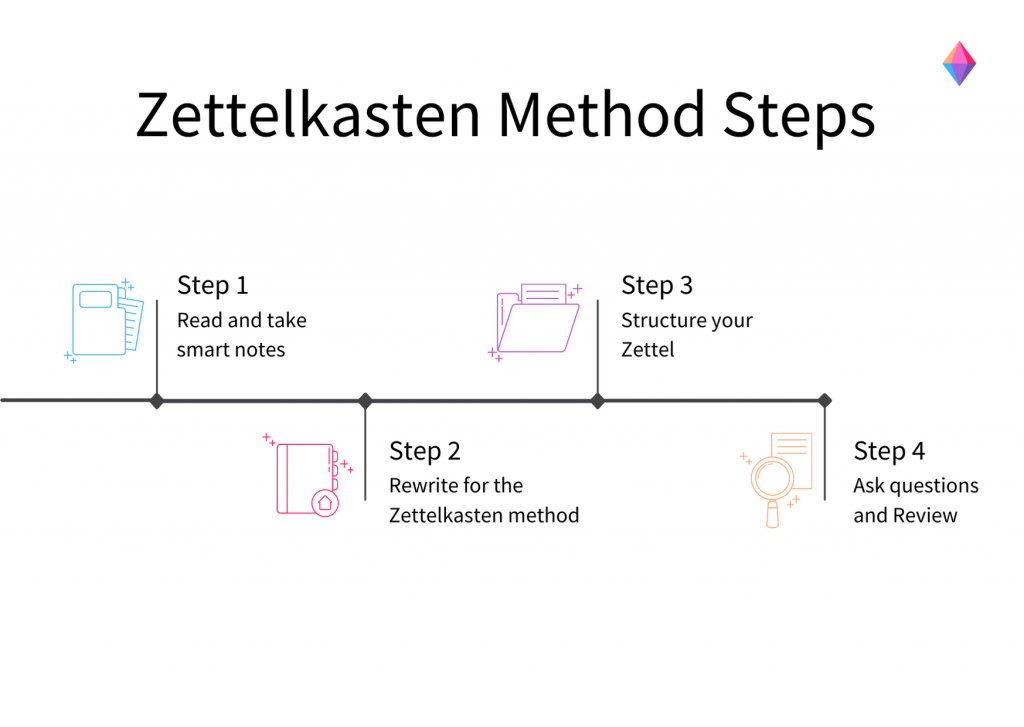 Zettelkasten Method Steps
Step 1
Read and take
smart notes
Step 2
Rewrite for the
Zettelkasten method
Step 3
Structure your
Zettel
Step 4
Ask questions
and Review